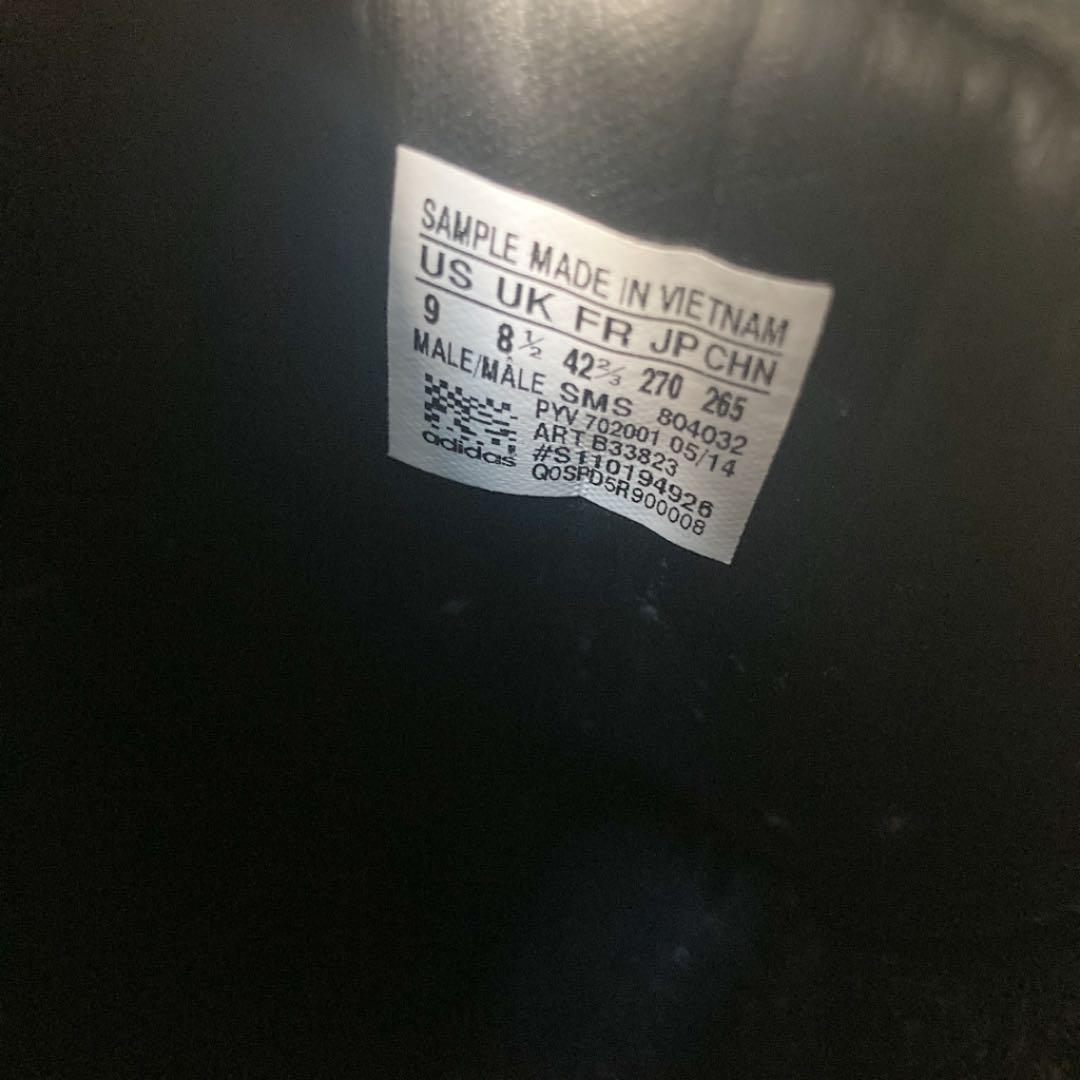 SAMPLE MADE IN VIETNAM
US UK FR JP CHN
9 8½ 42⅔ 270 265
MALE/MÂLE SMS 804032
PYV 702001 05/14
ART B33823
#S110194926
adidas Q0SPD5R900008